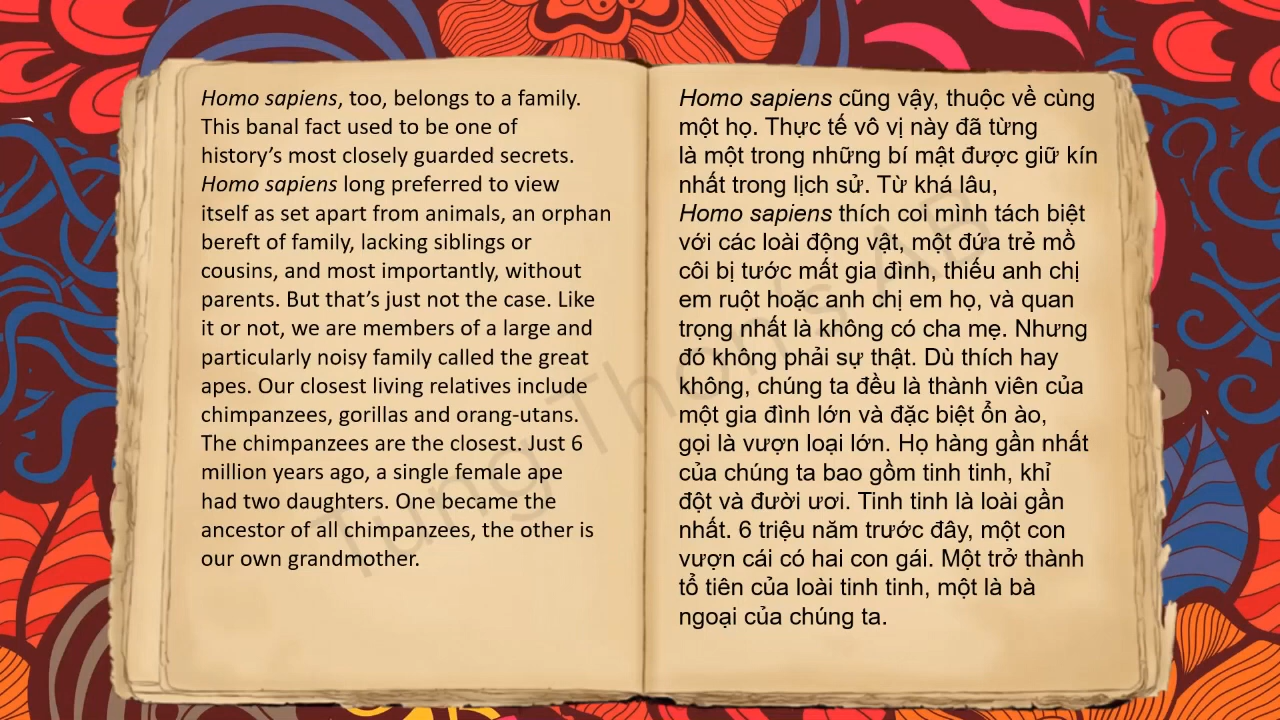 Homo sapiens, too, belongs to a family.
This banal fact used to be one of
history’s most closely guarded secrets.
Homo sapiens long preferred to view
itself as set apart from animals, an orphan
bereft of family, lacking siblings or
cousins, and most importantly, without
parents. But that’s just not the case. Like
it or not, we are members of a large and
particularly noisy family called the great
apes. Our closest living relatives include
chimpanzees, gorillas and orang-utans.
The chimpanzees are the closest. Just 6
million years ago, a single female ape
had two daughters. One became the
ancestor of all chimpanzees, the other is
our own grandmother.
Homo sapiens cũng vậy, thuộc về cùng
một họ. Thực tế vô vị này đã từng
là một trong những bí mật được giữ kín
nhất trong lịch sử. Từ khá lâu,
Homo sapiens thích coi mình tách biệt
với các loài động vật, một đứa trẻ mồ
côi bị tước mất gia đình, thiếu anh chị
em ruột hoặc anh chị em họ, và quan
trọng nhất là không có cha mẹ. Nhưng
đó không phải sự thật. Dù thích hay
không, chúng ta đều là thành viên của
một gia đình lớn và đặc biệt ổn ào,
gọi là vượn loại lớn. Họ hàng gần nhất
của chúng ta bao gồm tinh tinh, khỉ
đột và đười ươi. Tinh tinh là loài gần
nhất. 6 triệu năm trước đây, một con
vượn cái có hai con gái. Một trở thành
tổ tiên của loài tinh tinh, một là bà
ngoại của chúng ta.
Tung Thon's AB